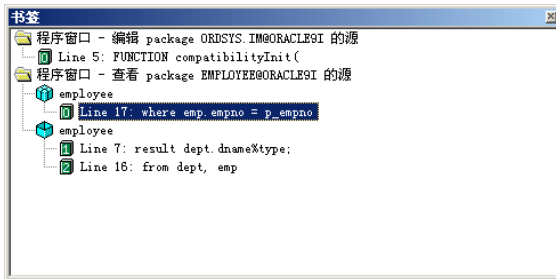 书签
程序窗口 - 编辑 package ORDSYS.IM@ORACLE9I 的源
0 Line 5: FUNCTION compatibilityInit(
程序窗口 - 查看 package EMPLOYEE@ORACLE9I 的源
employee
0 Line 17: where emp.empno = p_empno
employee
1 Line 7: result dept.dname%type;
2 Line 16: from dept, emp